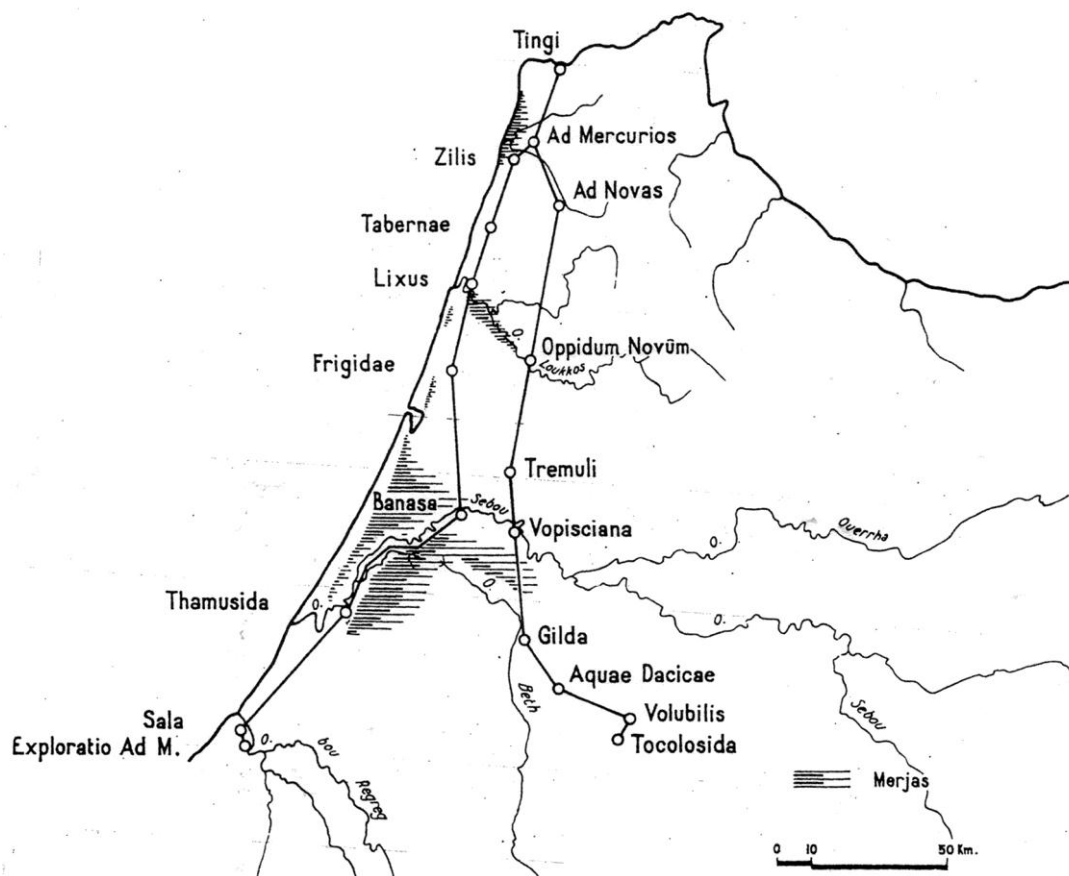 Tingi
Ad Mercurios
Zilis
Ad Novas
Tabernae
Lixus
O.
Loukkos
Oppidum Novūm
Frigidae
Tremuli
Banasa
Sebou
Vopisciana
O.
Ouerrha
O.
Thamusida
O.
O.
Gilda
Beth
Aquae Dacicae
Volubilis
Tocolosida
Sebou
Sala
Exploratio Ad M.
O.
bou
Regreg
Merjas
0 10 50 Km.